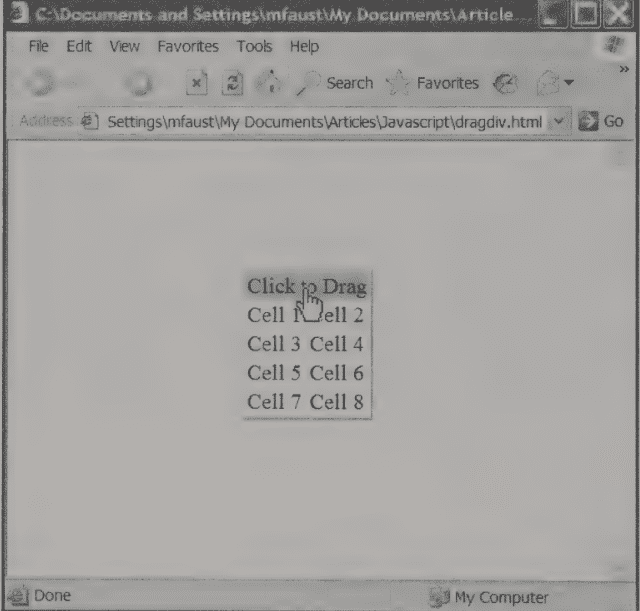 C:\Documents and Settings\mfaust\My Documents\Article...
File Edit View Favorites Tools Help
Search Favorites »
Address Settings\mfaust\My Documents\Articles\Javascript\dragdiv.html Go
Click to Drag
Cell 1 Cell 2
Cell 3 Cell 4
Cell 5 Cell 6
Cell 7 Cell 8
Done My Computer